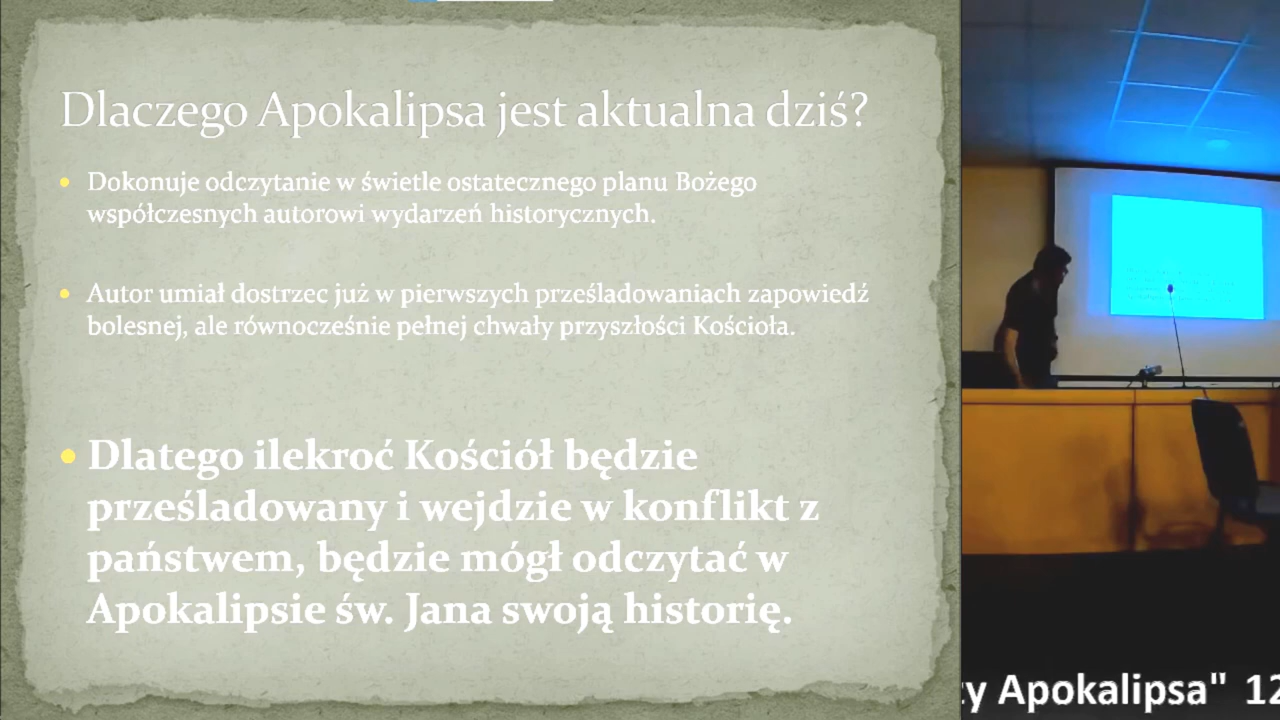 Dlaczego Apokalipsa jest aktualna dziś?
Dokonuje odczytanie w świetle ostatecznego planu Bożego
współczesnych autorowi wydarzeń historycznych.
Autor umiał dostrzec już w pierwszych prześladowaniach zapowiedź
bolesnej, ale równocześnie pełnej chwały przyszłości Kościoła.
Dlatego ilekroć Kościół będzie
prześladowany i wejdzie w konflikt z
państwem, będzie mógł odczytać w
Apokalipsie św. Jana swoją historię.
zy Apokalipsa" 12